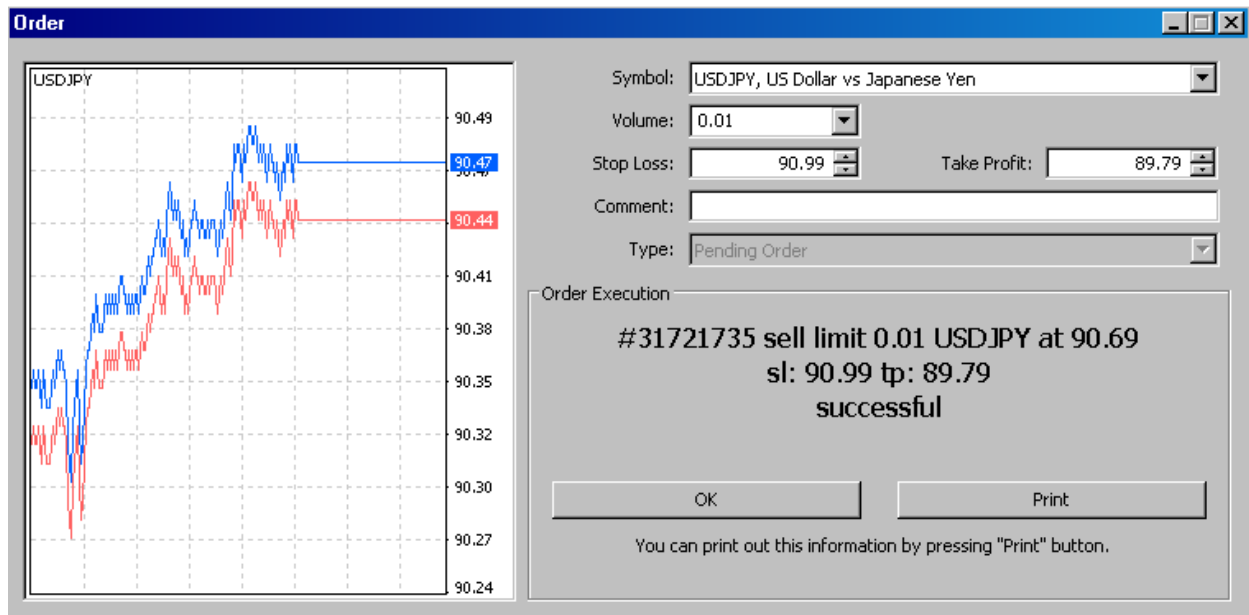 Order
USDJPY
90.49
90.47
90.47
90.44
90.41
90.38
90.35
90.32
90.30
90.27
90.24
Symbol: USDJPY, US Dollar vs Japanese Yen
Volume: 0.01
Stop Loss: 90.99 Take Profit: 89.79
Comment:
Type: Pending Order
Order Execution
#31721735 sell limit 0.01 USDJPY at 90.69
sl: 90.99 tp: 89.79
successful
OK Print
You can print out this information by pressing "Print" button.